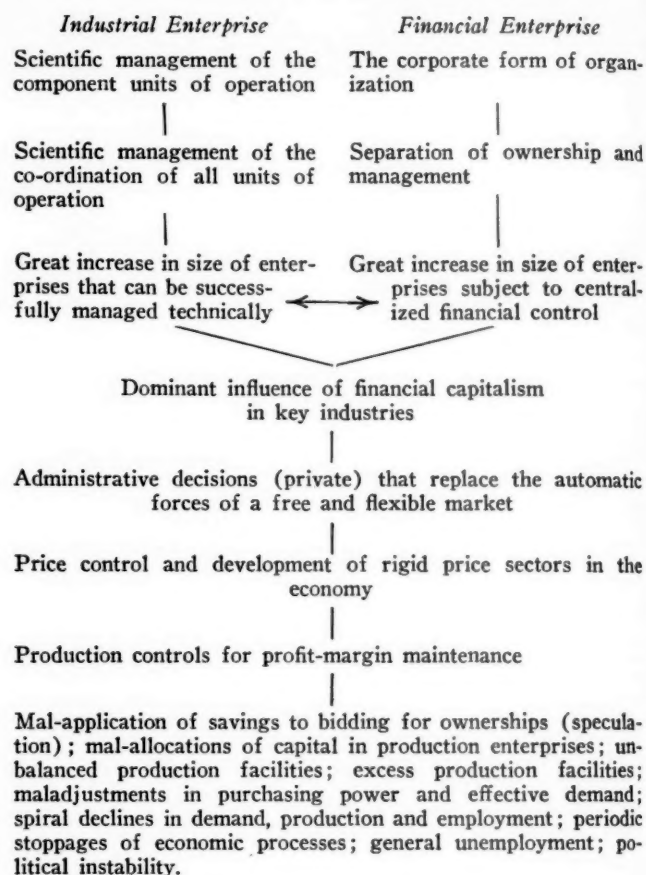 Industrial Enterprise
Scientific management of the
component units of operation
Scientific management of the
co-ordination of all units of
operation
Great increase in size of enter-
prises that can be success-
fully managed technically
Financial Enterprise
The corporate form of organ-
ization
Separation of ownership and
management
Great increase in size of enter-
prises subject to central-
ized financial control
Dominant influence of financial capitalism
in key industries
Administrative decisions (private) that replace the automatic
forces of a free and flexible market
Price control and development of rigid price sectors in the
economy
Production controls for profit-margin maintenance
Mal-application of savings to bidding for ownerships (specula-
tion) ; mal-allocations of capital in production enterprises; un-
balanced production facilities; excess production facilities;
maladjustments in purchasing power and effective demand;
spiral declines in demand, production and employment; periodic
stoppages of economic processes; general unemployment; po-
litical instability.